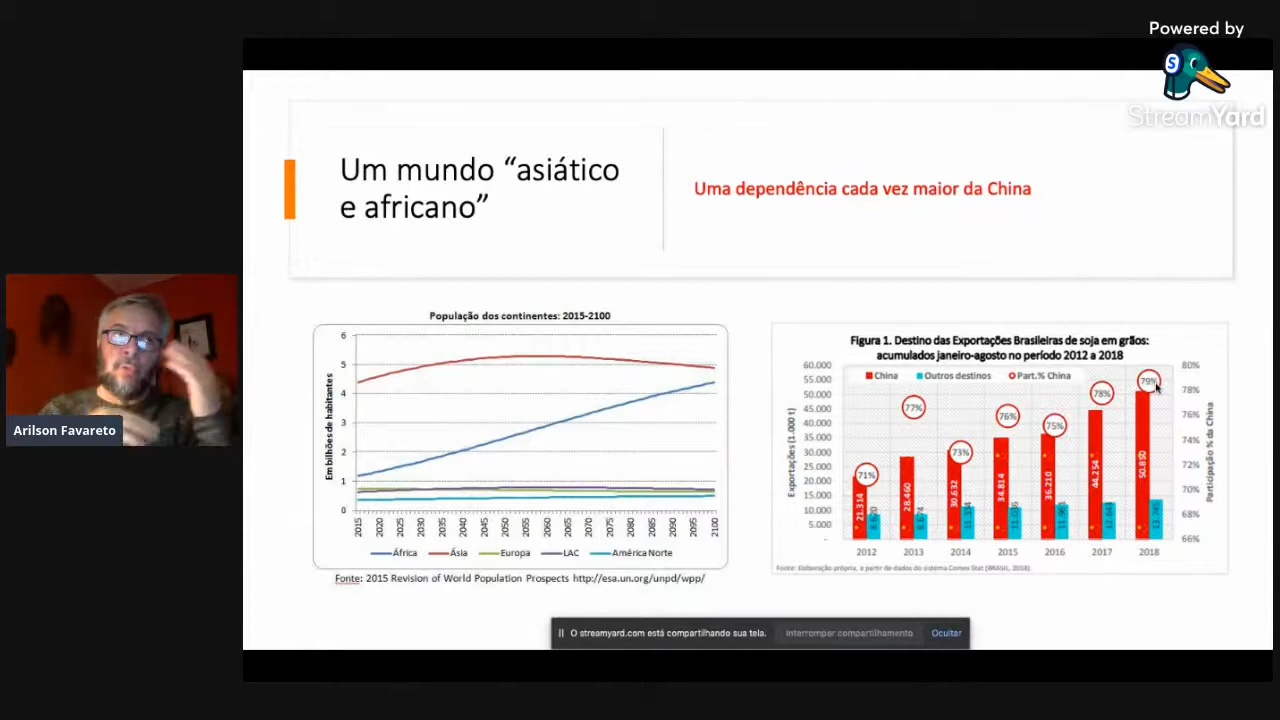 Powered by
StreamYard
Um mundo “asiático
e africano”
Uma dependência cada vez maior da China
Arilson Favareto
População dos continentes: 2015-2100
Em bilhões de habitantes
6
5
4
3
2
1
0
2015 2020 2025 2030 2035 2040 2045 2050 2055 2060 2065 2070 2075 2080 2085 2090 2095 2100
África Ásia Europa LAC América Norte
Fonte: 2015 Revision of World Population Prospects http://esa.un.org/unpd/wpp/
Figura 1. Destino das Exportações Brasileiras de soja em grãos:
acumulados janeiro-agosto no período 2012 a 2018
China Outros destinos Part.% China
Exportações (1.000 t)
60.000
55.000
50.000
45.000
40.000
35.000
30.000
25.000
20.000
15.000
10.000
5.000
-
71% 77% 73% 76% 75% 78% 79%
21.314 28.460 30.632 34.814 36.210 44.254 50.850
80%
78%
76%
74%
72%
70%
68%
66%
Participação % da China
2012 2013 2014 2015 2016 2017 2018
Fonte: Elaboração própria, a partir de dados do sistema Comex Stat (BRASIL, 2018).
O streamyard.com está compartilhando sua tela. Interromper compartilhamento Ocultar